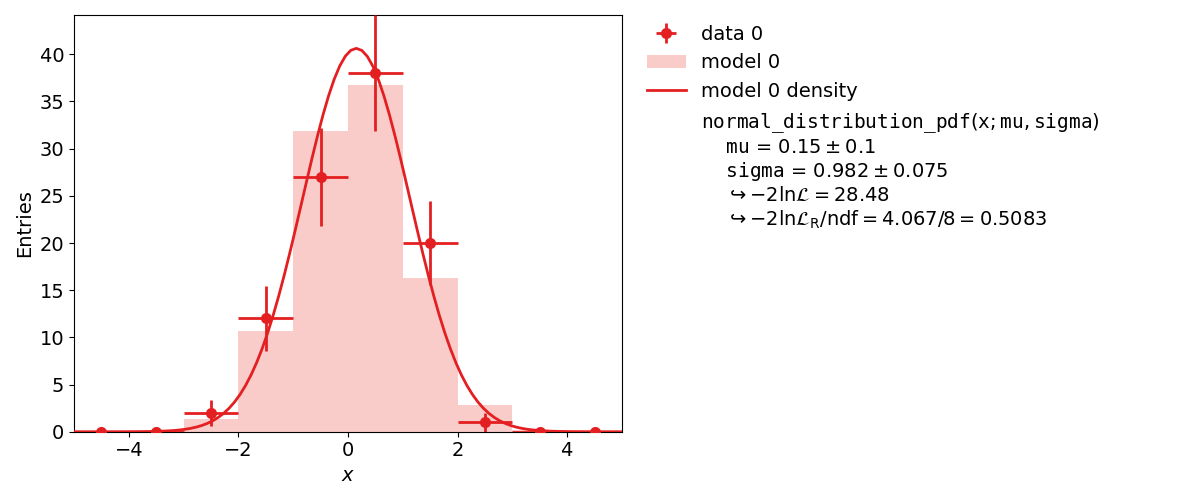 40
35
30
25
20
15
10
5
0
Entries
−4
−2
0
2
4
x
data 0
model 0
model 0 density
normal_distribution_pdf(x; mu, sigma)
mu = 0.15 ± 0.1
sigma = 0.982 ± 0.075
↪ −2lnℒ = 28.48
↪ −2lnℒ_R/ndf = 4.067/8 = 0.5083